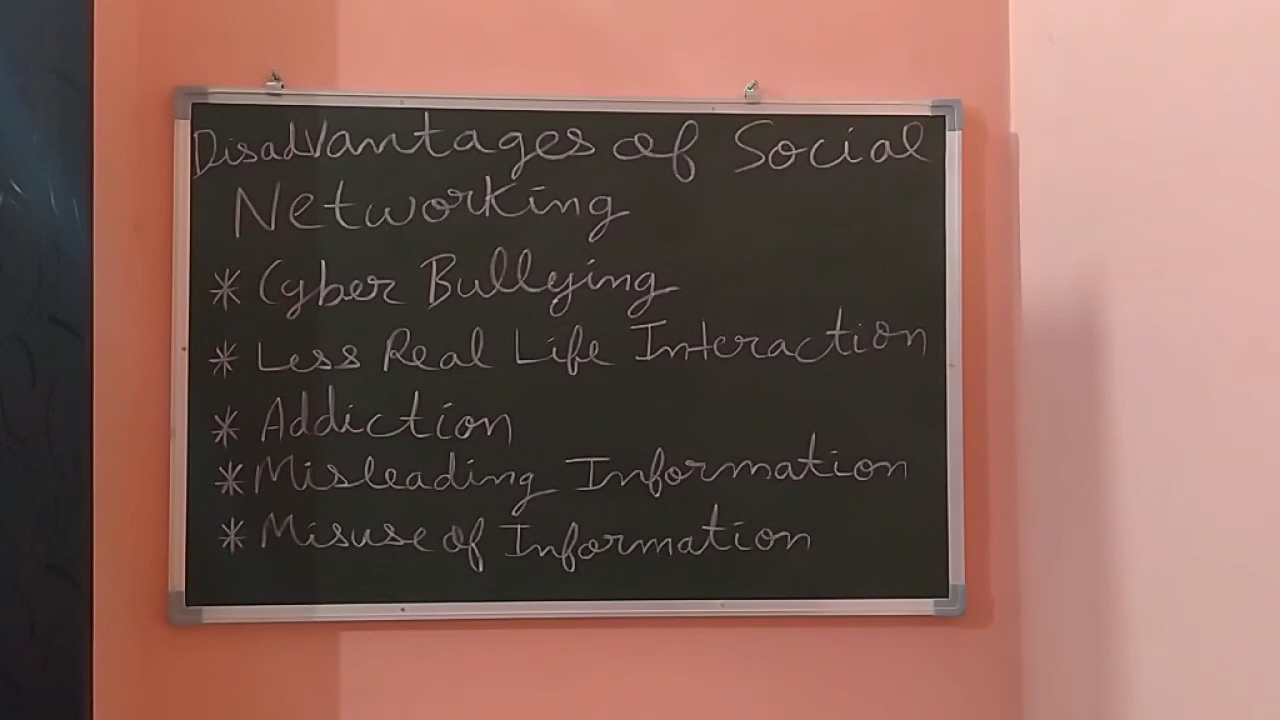 Disadvantages of Social
Networking
* Cyber Bullying
* Less Real Life Interaction
* Addiction
* Misleading Information
* Misuse of Information